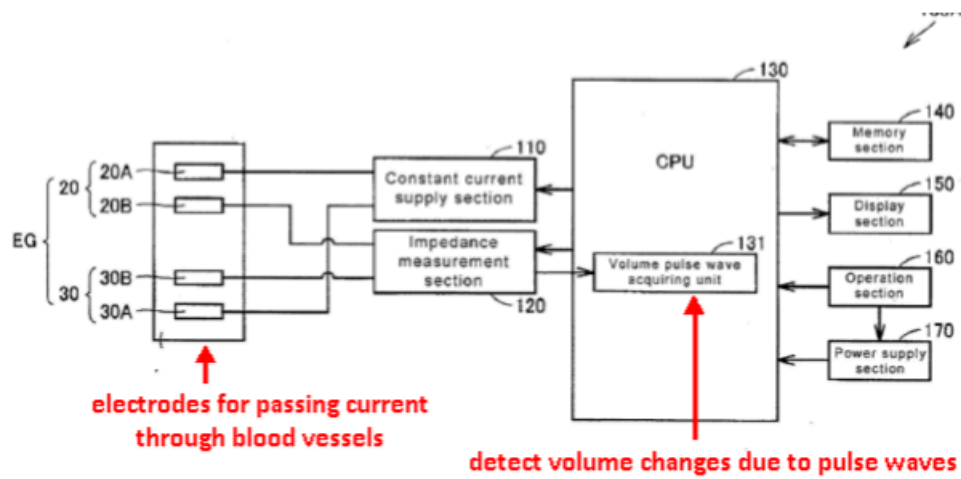 130
140
Memory
section
CPU
110
20A
Constant current
supply section
150
20
Display
section
20B
EG
Impedance
measurement
section
131
Volume pulse wave
acquiring unit
160
Operation
section
30B
30
30A
120
170
Power supply
section
electrodes for passing current
through blood vessels
detect volume changes due to pulse waves